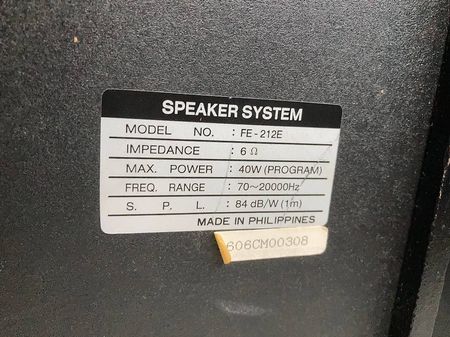 SPEAKER SYSTEM
MODEL NO. : FE-212E
IMPEDANCE : 6 Ω
MAX. POWER : 40W (PROGRAM)
FREQ. RANGE : 70~20000Hz
S. P. L. : 84 dB/W (1m)
MADE IN PHILIPPINES
606CM00308